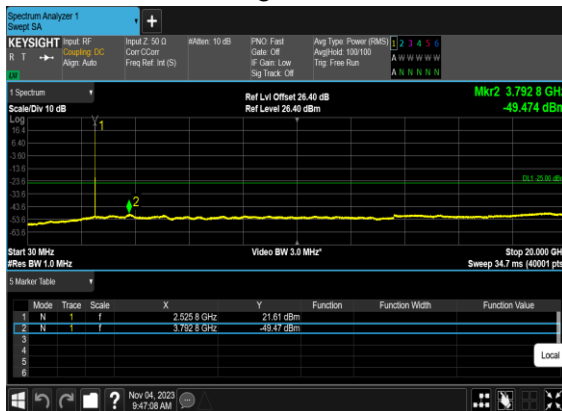 Spectrum Analyzer 1
Swept SA
+
KEYSIGHT Input: RF Input Z: 50 Ω #Atten: 10 dB PNO: Fast Avg Type: Power (RMS) 1 2 3 4 5 6
R T Coupling: DC Corr CCorr Gate: Off Avg|Hold: 100/100 A W W W W W
Align: Auto Freq Ref: Int (S) IF Gain: Low Trig: Free Run A N N N N N
Sig Track: Off
1 Spectrum Ref Lvl Offset 26.40 dB Mkr2 3.792 8 GHz
Scale/Div 10 dB Ref Level 26.40 dBm -49.474 dBm
Log
16.4
6.40
-3.60
-13.6
-23.6
-33.6
-43.6
-53.6
-63.6
1
2
DL1 -25.00 dBm
Start 30 MHz Video BW 3.0 MHz* Stop 20.000 GH
#Res BW 1.0 MHz Sweep 34.7 ms (40001 pts
5 Marker Table
Mode Trace Scale X Y Function Function Width Function Value
1 N 1 f 2.525 8 GHz 21.61 dBm
2 N 1 f 3.792 8 GHz -49.47 dBm
3
4
5
6
Local
? Nov 04, 2023
9:47:08 AM